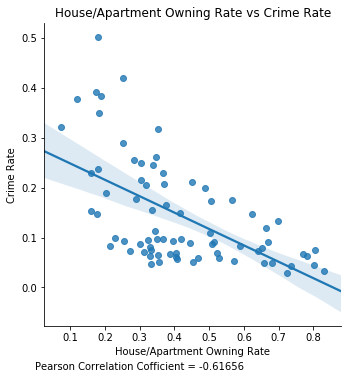 House/Apartment Owning Rate vs Crime Rate
0.5
0.4
0.3
0.2
0.1
0.0
Crime Rate
0.1 0.2 0.3 0.4 0.5 0.6 0.7 0.8
House/Apartment Owning Rate
Pearson Correlation Cofficient = -0.61656